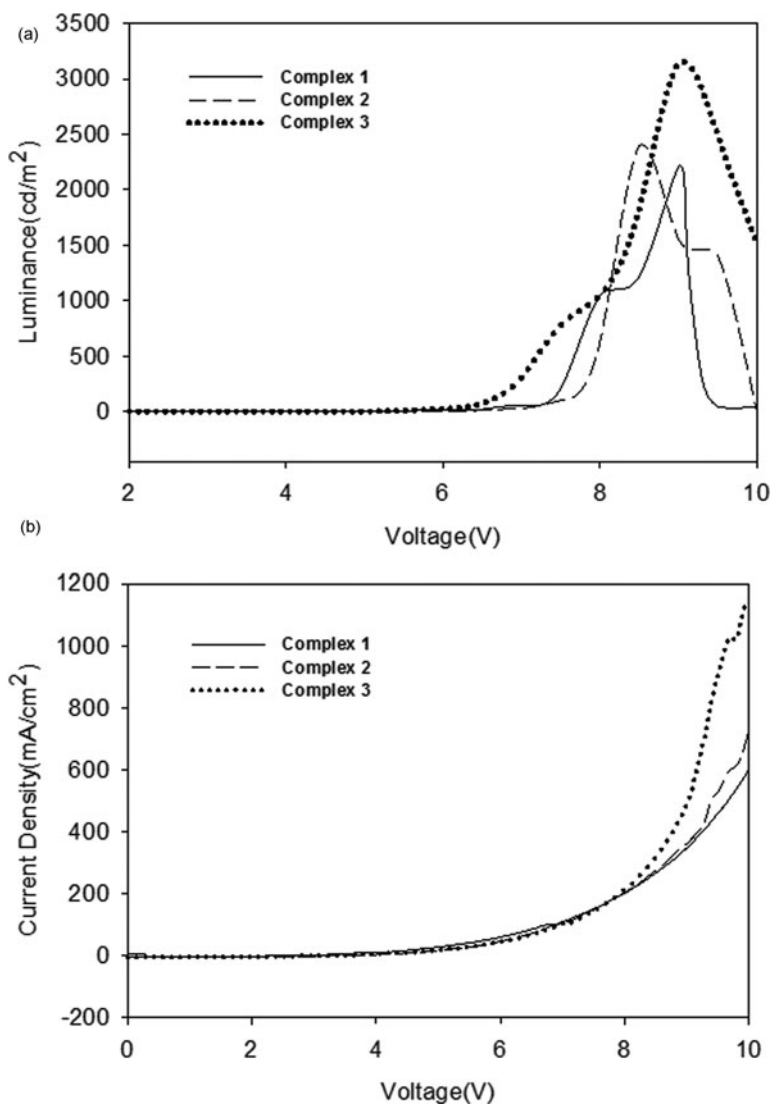 (a)
3500
3000
2500
2000
1500
1000
500
0
Luminance(cd/m²)
Complex 1
Complex 2
Complex 3
2 4 6 8 10
Voltage(V)
(b)
1200
1000
800
600
400
200
0
-200
Current Density(mA/cm²)
Complex 1
Complex 2
Complex 3
0 2 4 6 8 10
Voltage(V)